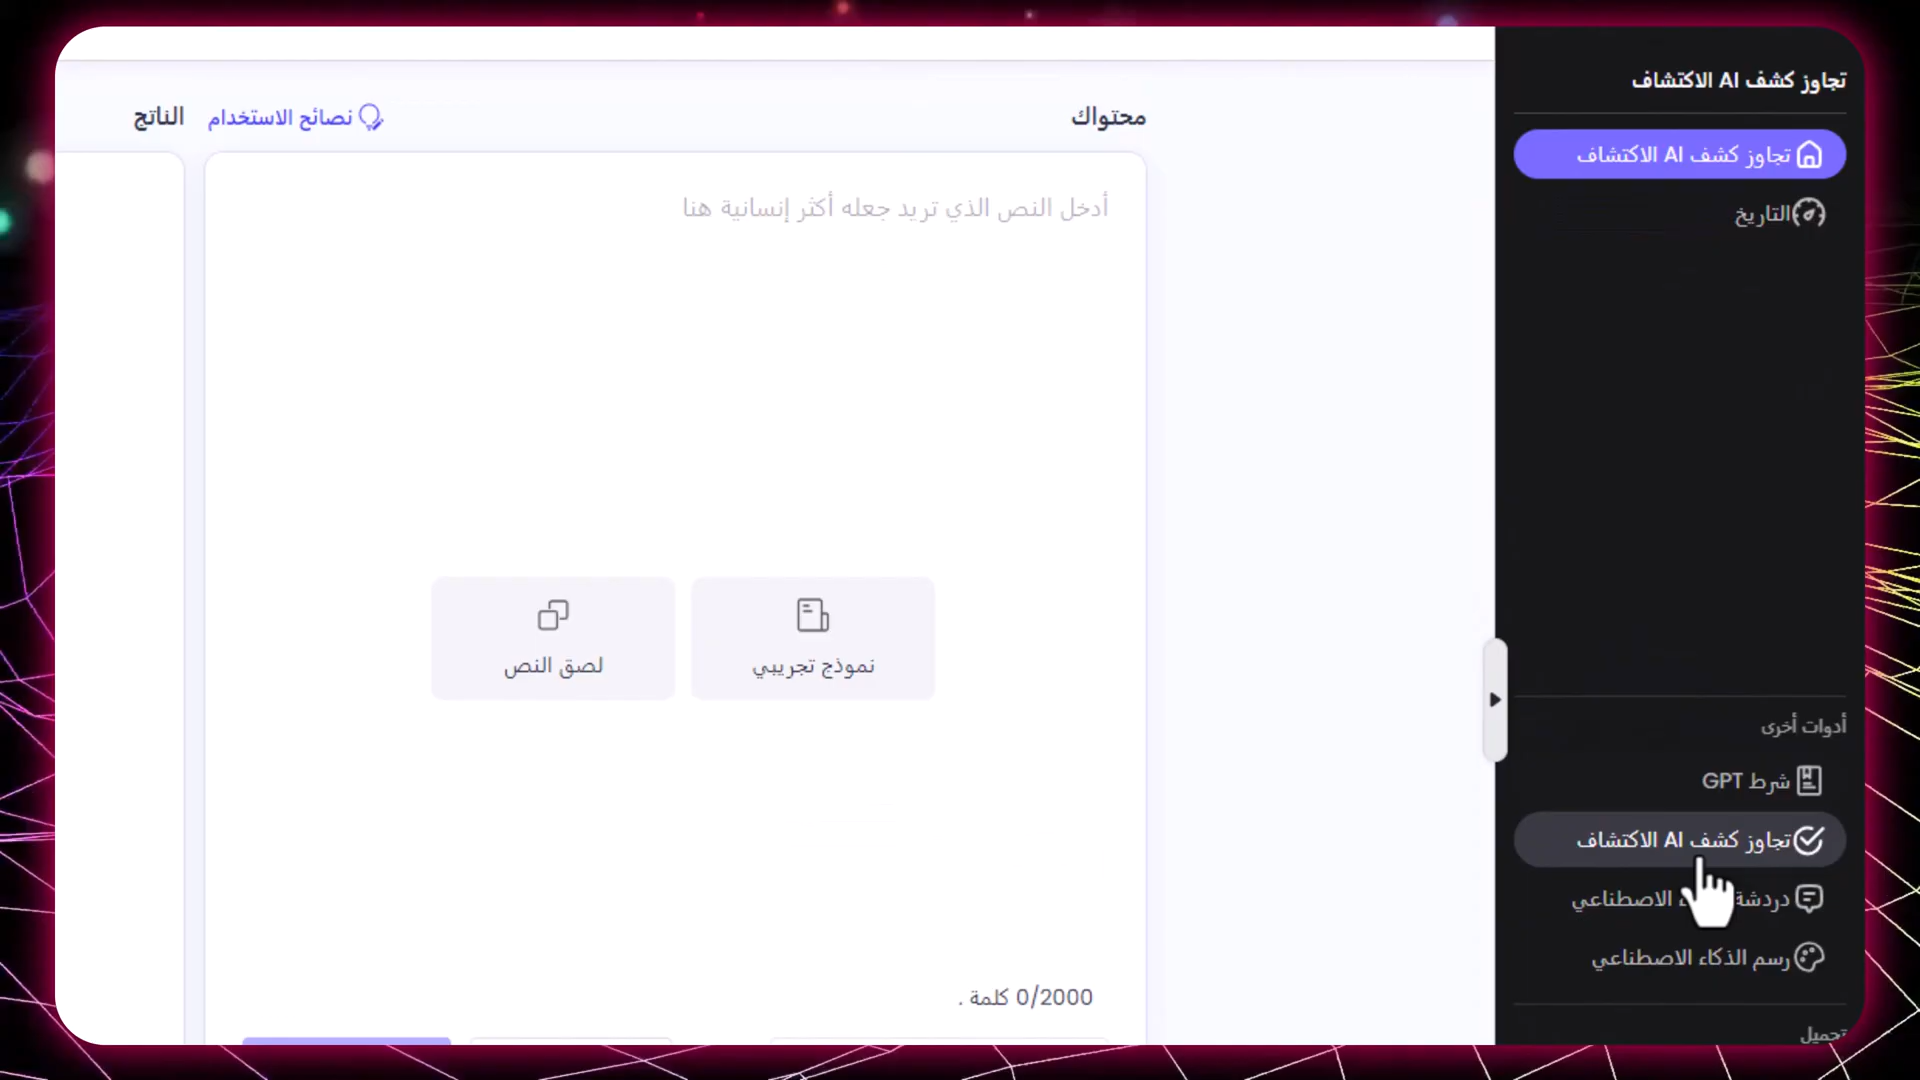 تجاوز كشف AI الاكتشاف
تجاوز كشف AI الاكتشاف
التاريخ
أدوات أخرى
شرط GPT
تجاوز كشف AI الاكتشاف
دردشة الاصطناعي
رسم الذكاء الاصطناعي
تحميل
محتواك
نصائح الاستخدام
الناتج
أدخل النص الذي تريد جعله أكثر إنسانية هنا
نموذج تجريبي
لصق النص
0/2000 كلمة .